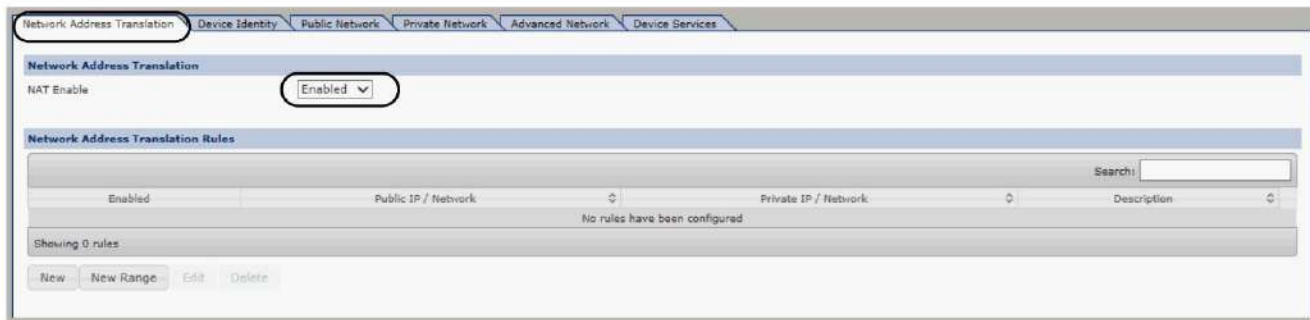 Network Address Translation Device Identity Public Network Private Network Advanced Network Device Services
Network Address Translation
NAT Enable Enabled
Network Address Translation Rules
Search:
Enabled Public IP / Network Private IP / Network Description
No rules have been configured
Showing 0 rules
New New Range Edit Delete